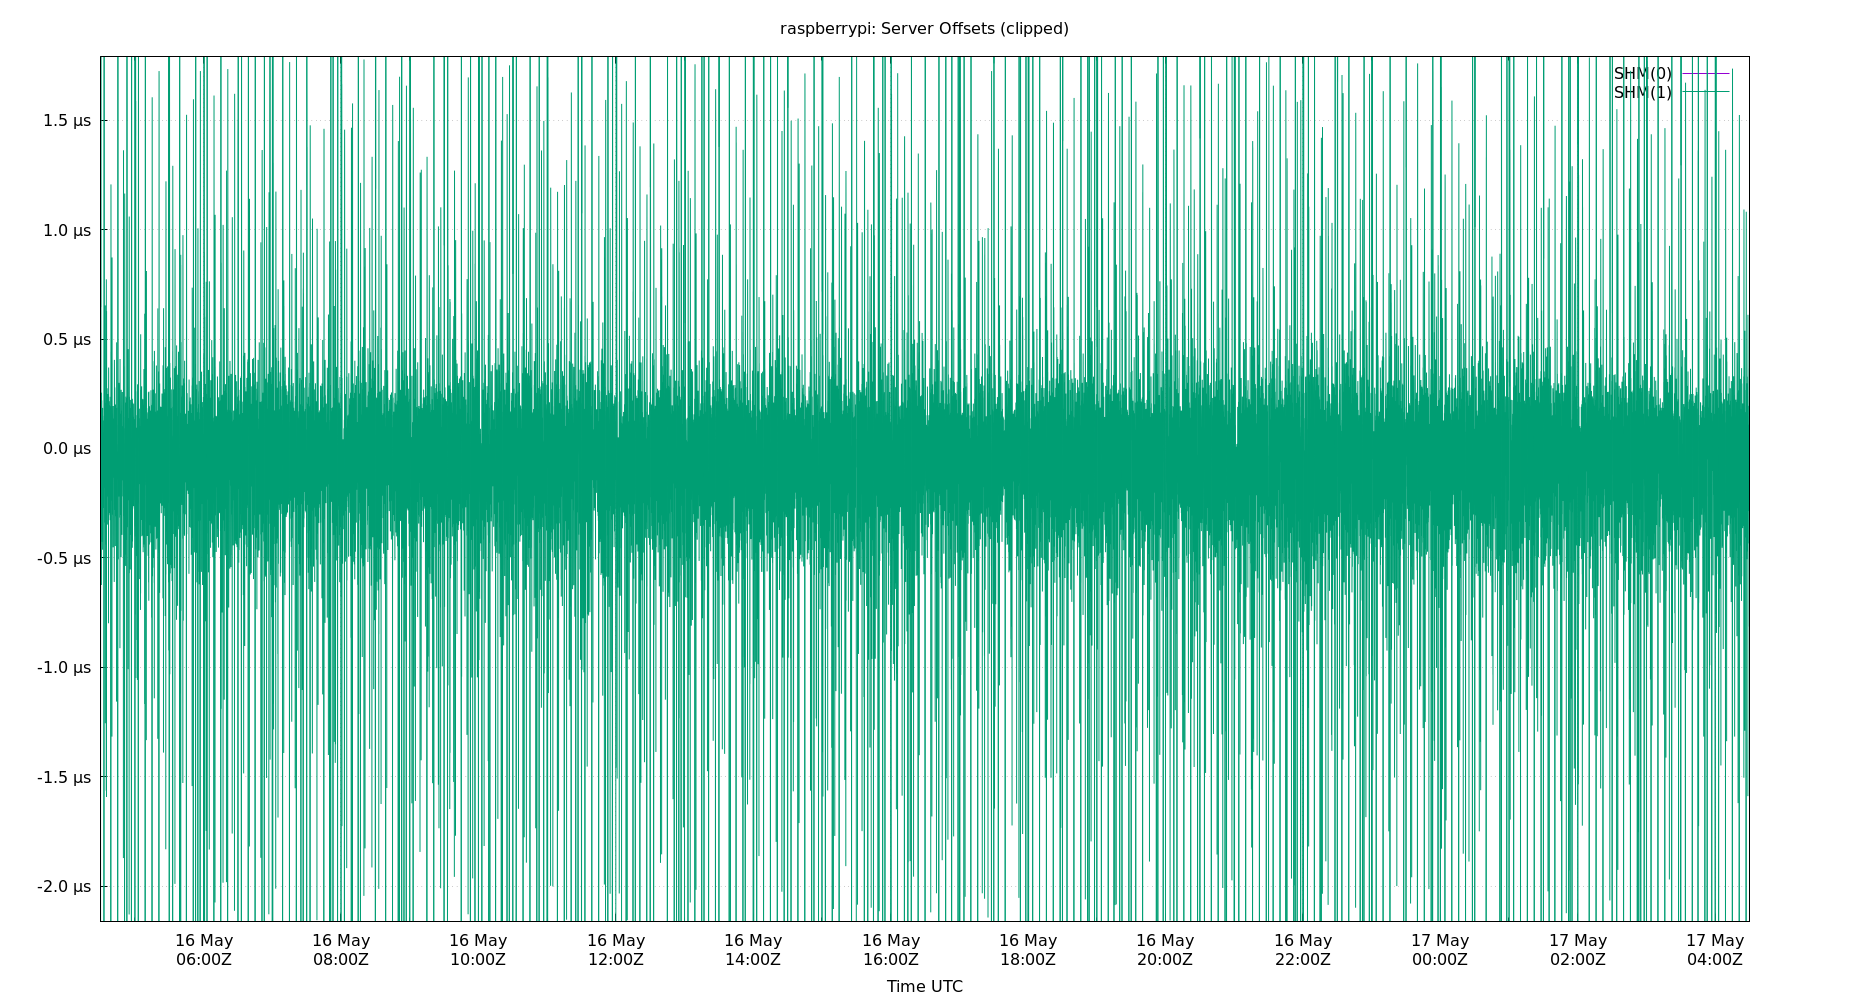 raspberrypi: Server Offsets (clipped)
SHM(0)
SHM(1)
1.5 µs
1.0 µs
0.5 µs
0.0 µs
-0.5 µs
-1.0 µs
-1.5 µs
-2.0 µs
16 May 16 May 16 May 16 May 16 May 16 May 16 May 16 May 16 May 17 May 17 May 17 May
06:00Z 08:00Z 10:00Z 12:00Z 14:00Z 16:00Z 18:00Z 20:00Z 22:00Z 00:00Z 02:00Z 04:00Z
Time UTC